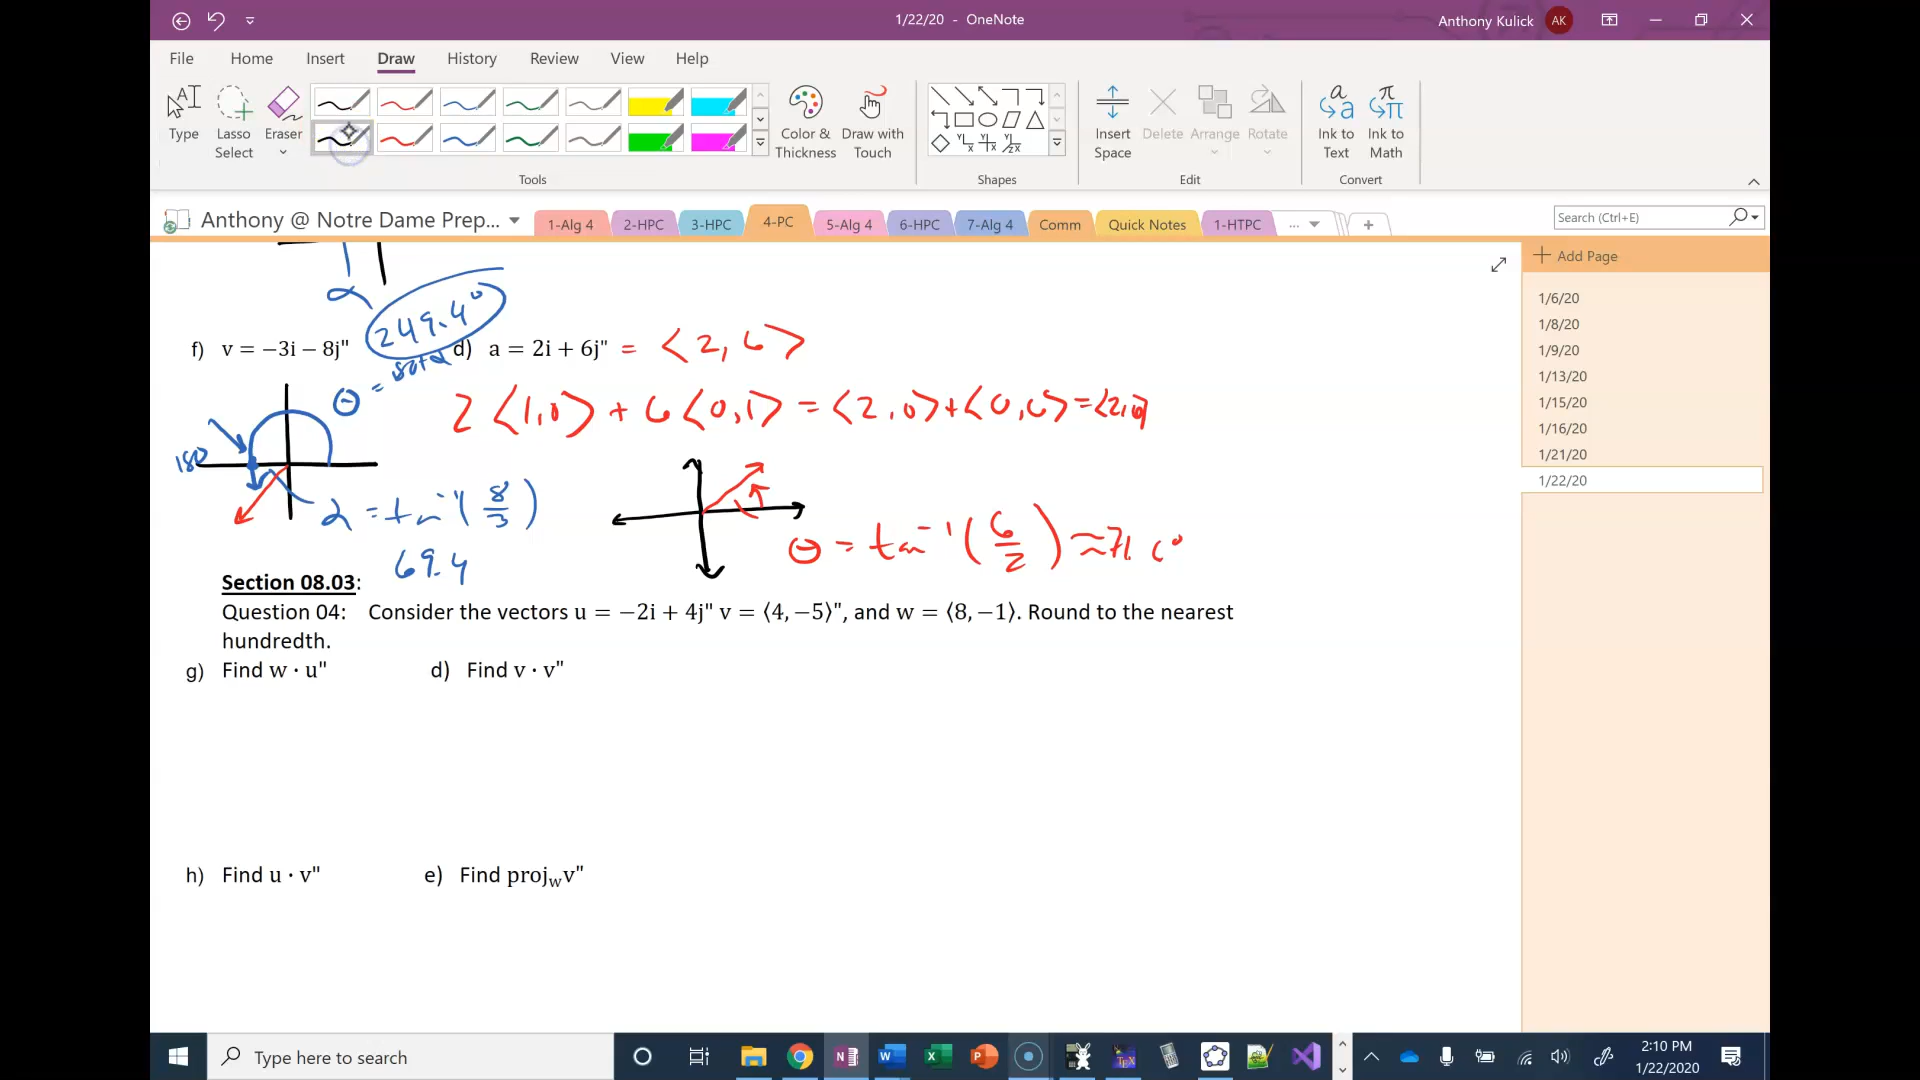 1/22/20 - OneNote
Anthony Kulick AK
File Home Insert Draw History Review View Help
Type
Lasso Select
Eraser
Color & Thickness
Draw with Touch
Insert Space
Delete
Arrange
Rotate
Ink to Text
Ink to Math
Tools Shapes Edit Convert
Anthony @ Notre Dame Prep...
1-Alg 4 2-HPC 3-HPC 4-PC 5-Alg 4 6-HPC 7-Alg 4 Comm Quick Notes 1-HTPC ...
Search (Ctrl+E)
Add Page
1/6/20
1/8/20
1/9/20
1/13/20
1/15/20
1/16/20
1/21/20
1/22/20
α
249.4°
f) v = −3i − 8j" d) a = 2i + 6j" = ⟨2, 6⟩
θ = 180+α
2⟨1,0⟩ + 6⟨0,1⟩ = ⟨2,0⟩+⟨0,6⟩=⟨2,6⟩
180
α = tan⁻¹(8/3)
69.4
θ = tan⁻¹(6/2) ≈ 71.6°
Section 08.03:
Question 04: Consider the vectors u = −2i + 4j" v = ⟨4, −5⟩", and w = ⟨8, −1⟩. Round to the nearest
hundredth.
g) Find w · u" d) Find v · v"
h) Find u · v" e) Find projwv"
Type here to search
2:10 PM
1/22/2020